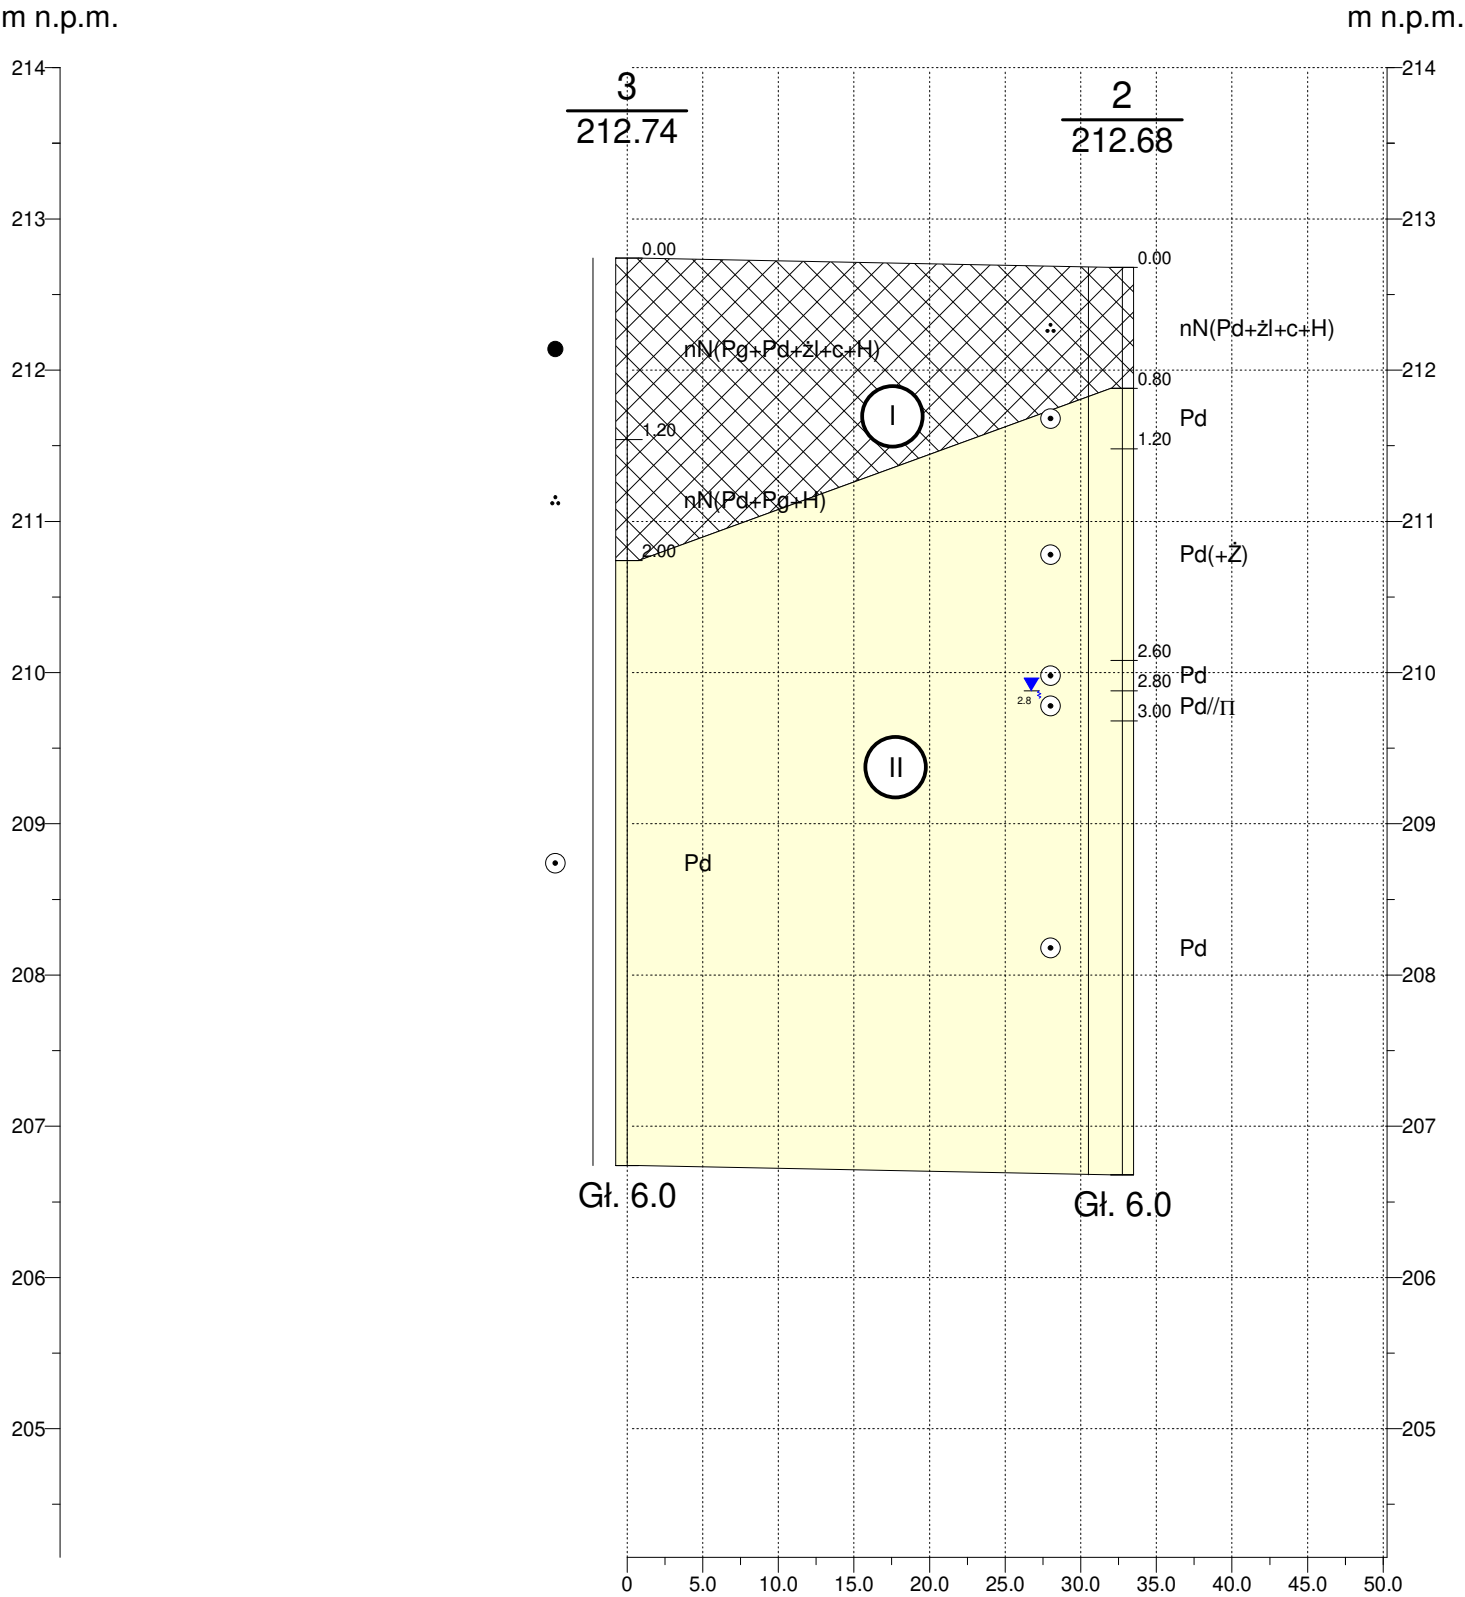 m n.p.m. m n.p.m.
214 214
3 2
212.74 212.68
213 213
0.00 0.00
nN(Pd+żl+c+H)
nN(Pg+Pd+żl+c+H)
212 0.80 212
I Pd
1.20 1.20
nN(Pd+Pg+H)
211 211
2.00 Pd(+Ż)
2.60
210 Pd 210
2.80
2.8 3.00 Pd//Π
II
209 209
Pd
Pd
208 208
207 207
Gł. 6.0 Gł. 6.0
206 206
205 205
0 5.0 10.0 15.0 20.0 25.0 30.0 35.0 40.0 45.0 50.0